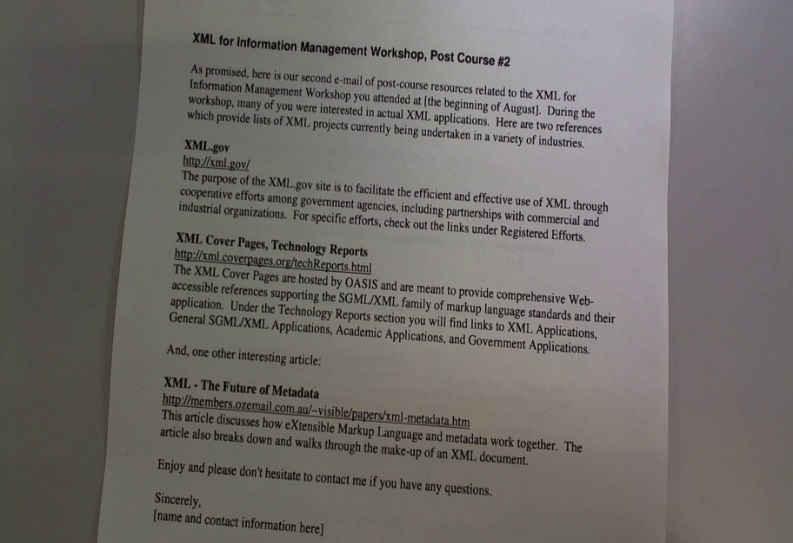 XML for Information Management Workshop, Post Course #2
As promised, here is our second e-mail of post-course resources related to the XML for
Information Management Workshop you attended at [the beginning of August]. During the
workshop, many of you were interested in actual XML applications. Here are two references
which provide lists of XML projects currently being undertaken in a variety of industries.
XML.gov
http://xml.gov/
The purpose of the XML.gov site is to facilitate the efficient and effective use of XML through
cooperative efforts among government agencies, including partnerships with commercial and
industrial organizations. For specific efforts, check out the links under Registered Efforts.
XML Cover Pages, Technology Reports
http://xml.coverpages.org/techReports.html
The XML Cover Pages are hosted by OASIS and are meant to provide comprehensive Web-
accessible references supporting the SGML/XML family of markup language standards and their
application. Under the Technology Reports section you will find links to XML Applications,
General SGML/XML Applications, Academic Applications, and Government Applications.
And, one other interesting article:
XML - The Future of Metadata
http://members.ozemail.com.au/~visible/papers/xml-metadata.htm
This article discusses how eXtensible Markup Language and metadata work together. The
article also breaks down and walks through the make-up of an XML document.
Enjoy and please don't hesitate to contact me if you have any questions.
Sincerely,
[name and contact information here]